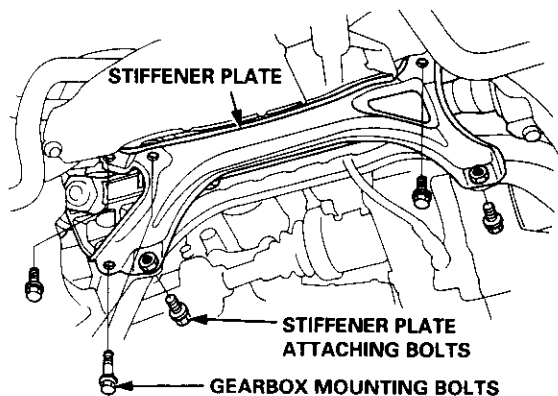 STIFFENER PLATE
STIFFENER PLATE
ATTACHING BOLTS
GEARBOX MOUNTING BOLTS